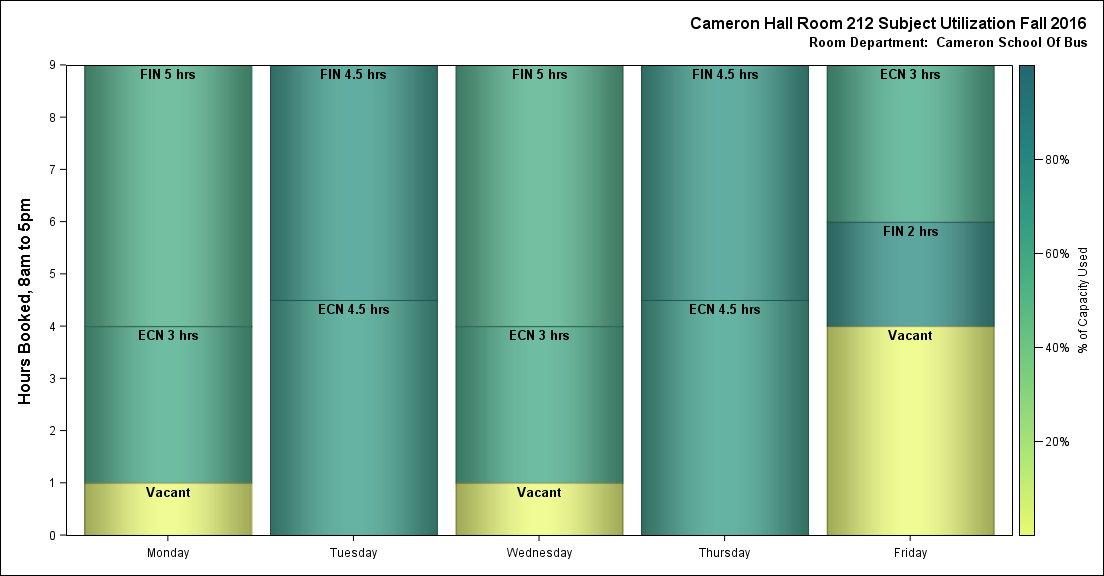 Cameron Hall Room 212 Subject Utilization Fall 2016
Room Department:  Cameron School Of Bus
Hours Booked, 8am to 5pm
9
8
7
6
5
4
3
2
1
0
FIN 5 hrs
ECN 3 hrs
Vacant
FIN 4.5 hrs
ECN 4.5 hrs
FIN 5 hrs
ECN 3 hrs
Vacant
FIN 4.5 hrs
ECN 4.5 hrs
ECN 3 hrs
FIN 2 hrs
Vacant
Monday
Tuesday
Wednesday
Thursday
Friday
80%
60%
40%
20%
% of Capacity Used